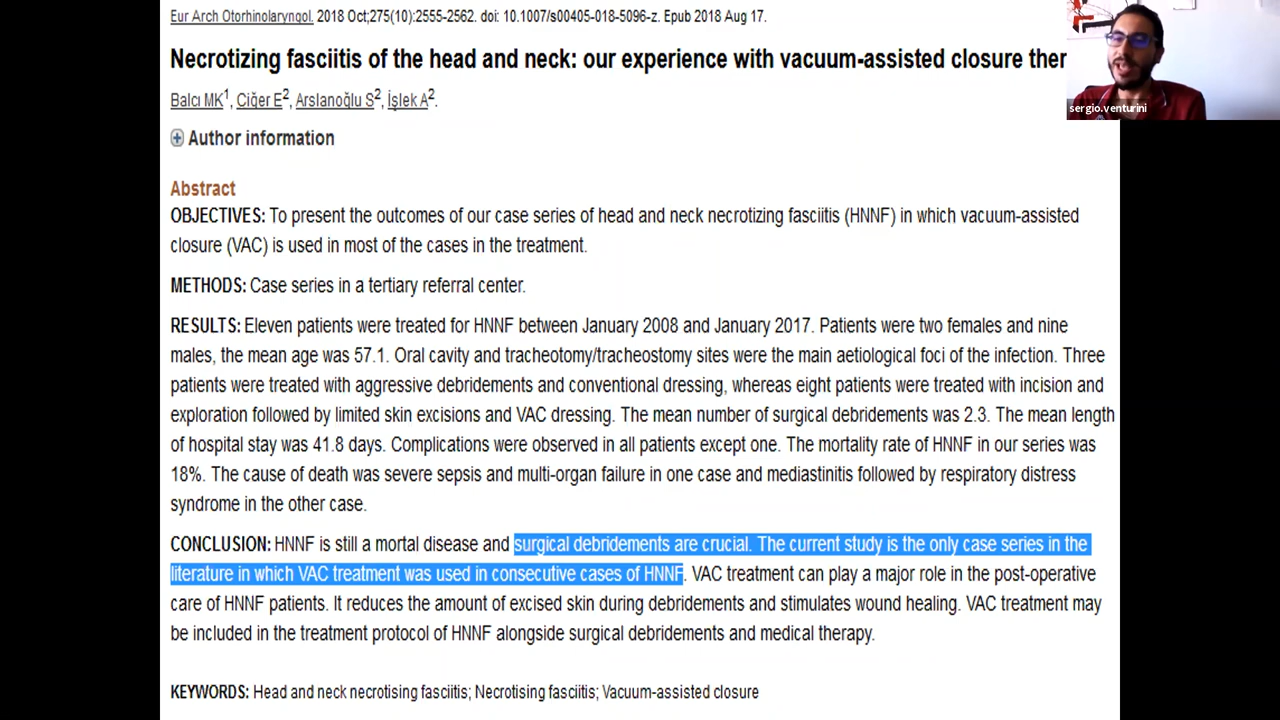 Eur Arch Otorhinolaryngol. 2018 Oct;275(10):2555-2562. doi: 10.1007/s00405-018-5096-z. Epub 2018 Aug 17.
Necrotizing fasciitis of the head and neck: our experience with vacuum-assisted closure ther
sergio.venturini
Balcı MK1, Ciğer E2, Arslanoğlu S2, İşlek A2.
Author information
Abstract
OBJECTIVES: To present the outcomes of our case series of head and neck necrotizing fasciitis (HNNF) in which vacuum-assisted
closure (VAC) is used in most of the cases in the treatment.
METHODS: Case series in a tertiary referral center.
RESULTS: Eleven patients were treated for HNNF between January 2008 and January 2017. Patients were two females and nine
males, the mean age was 57.1. Oral cavity and tracheotomy/tracheostomy sites were the main aetiological foci of the infection. Three
patients were treated with aggressive debridements and conventional dressing, whereas eight patients were treated with incision and
exploration followed by limited skin excisions and VAC dressing. The mean number of surgical debridements was 2.3. The mean length
of hospital stay was 41.8 days. Complications were observed in all patients except one. The mortality rate of HNNF in our series was
18%. The cause of death was severe sepsis and multi-organ failure in one case and mediastinitis followed by respiratory distress
syndrome in the other case.
CONCLUSION: HNNF is still a mortal disease and surgical debridements are crucial. The current study is the only case series in the
literature in which VAC treatment was used in consecutive cases of HNNF. VAC treatment can play a major role in the post-operative
care of HNNF patients. It reduces the amount of excised skin during debridements and stimulates wound healing. VAC treatment may
be included in the treatment protocol of HNNF alongside surgical debridements and medical therapy.
KEYWORDS: Head and neck necrotising fasciitis; Necrotising fasciitis; Vacuum-assisted closure